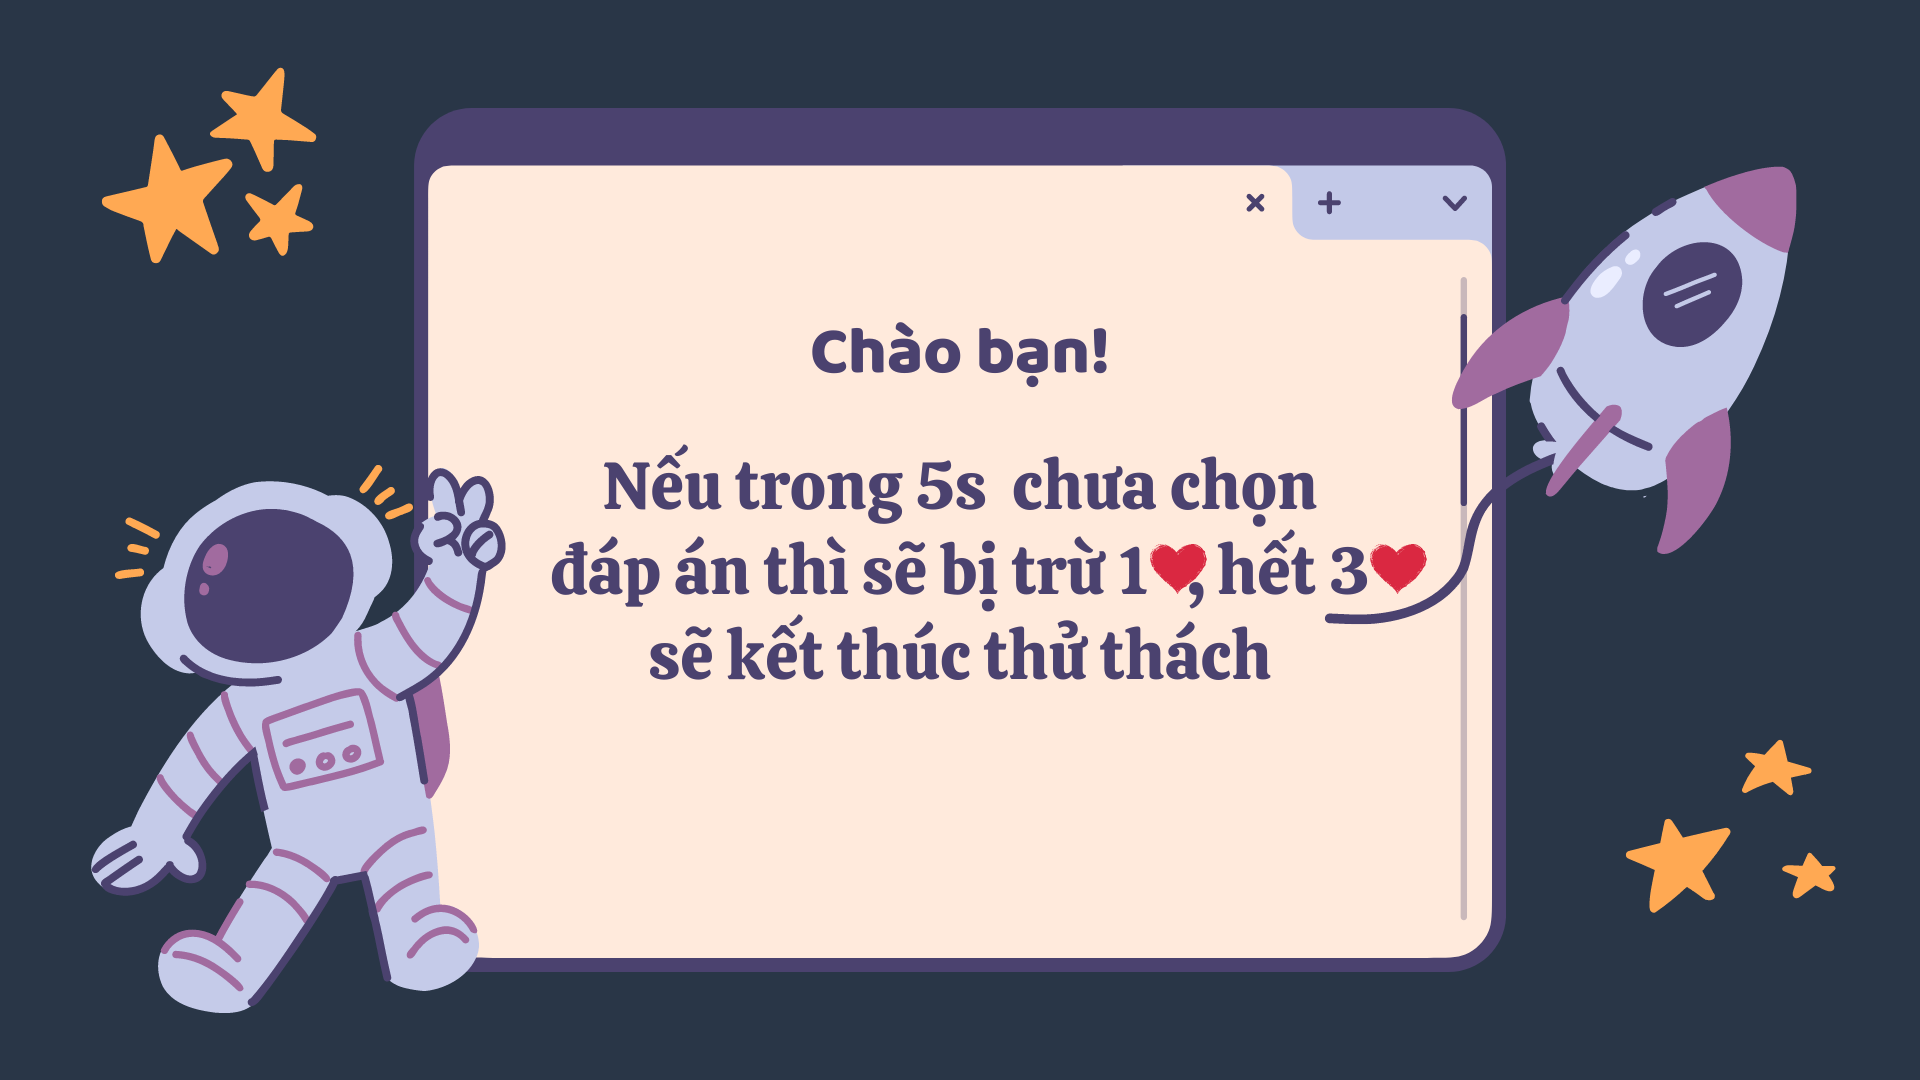 Chào bạn!
Nếu trong 5s chưa chọn
đáp án thì sẽ bị trừ 1❤, hết 3❤
sẽ kết thúc thử thách